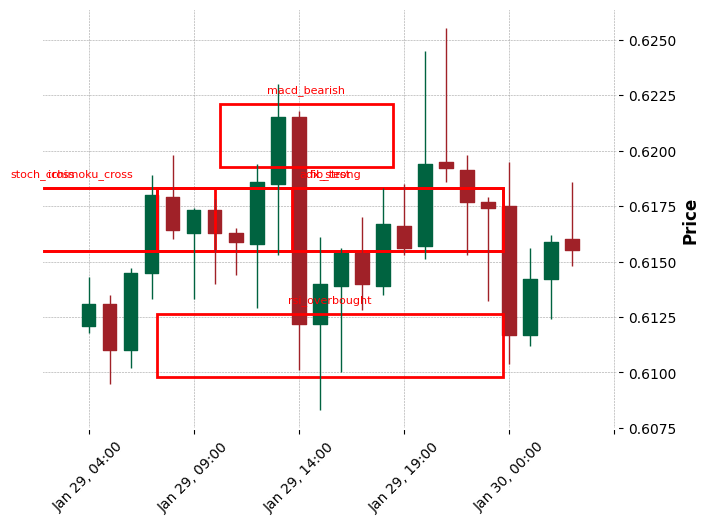 macd_bearish
stoch_cross
ichimoku_cross
rsi_overbought
0.6250
0.6225
0.6200
0.6175
0.6150
0.6125
0.6100
0.6075
Price
Jan 29, 04:00
Jan 29, 09:00
Jan 29, 14:00
Jan 29, 19:00
Jan 30, 00:00